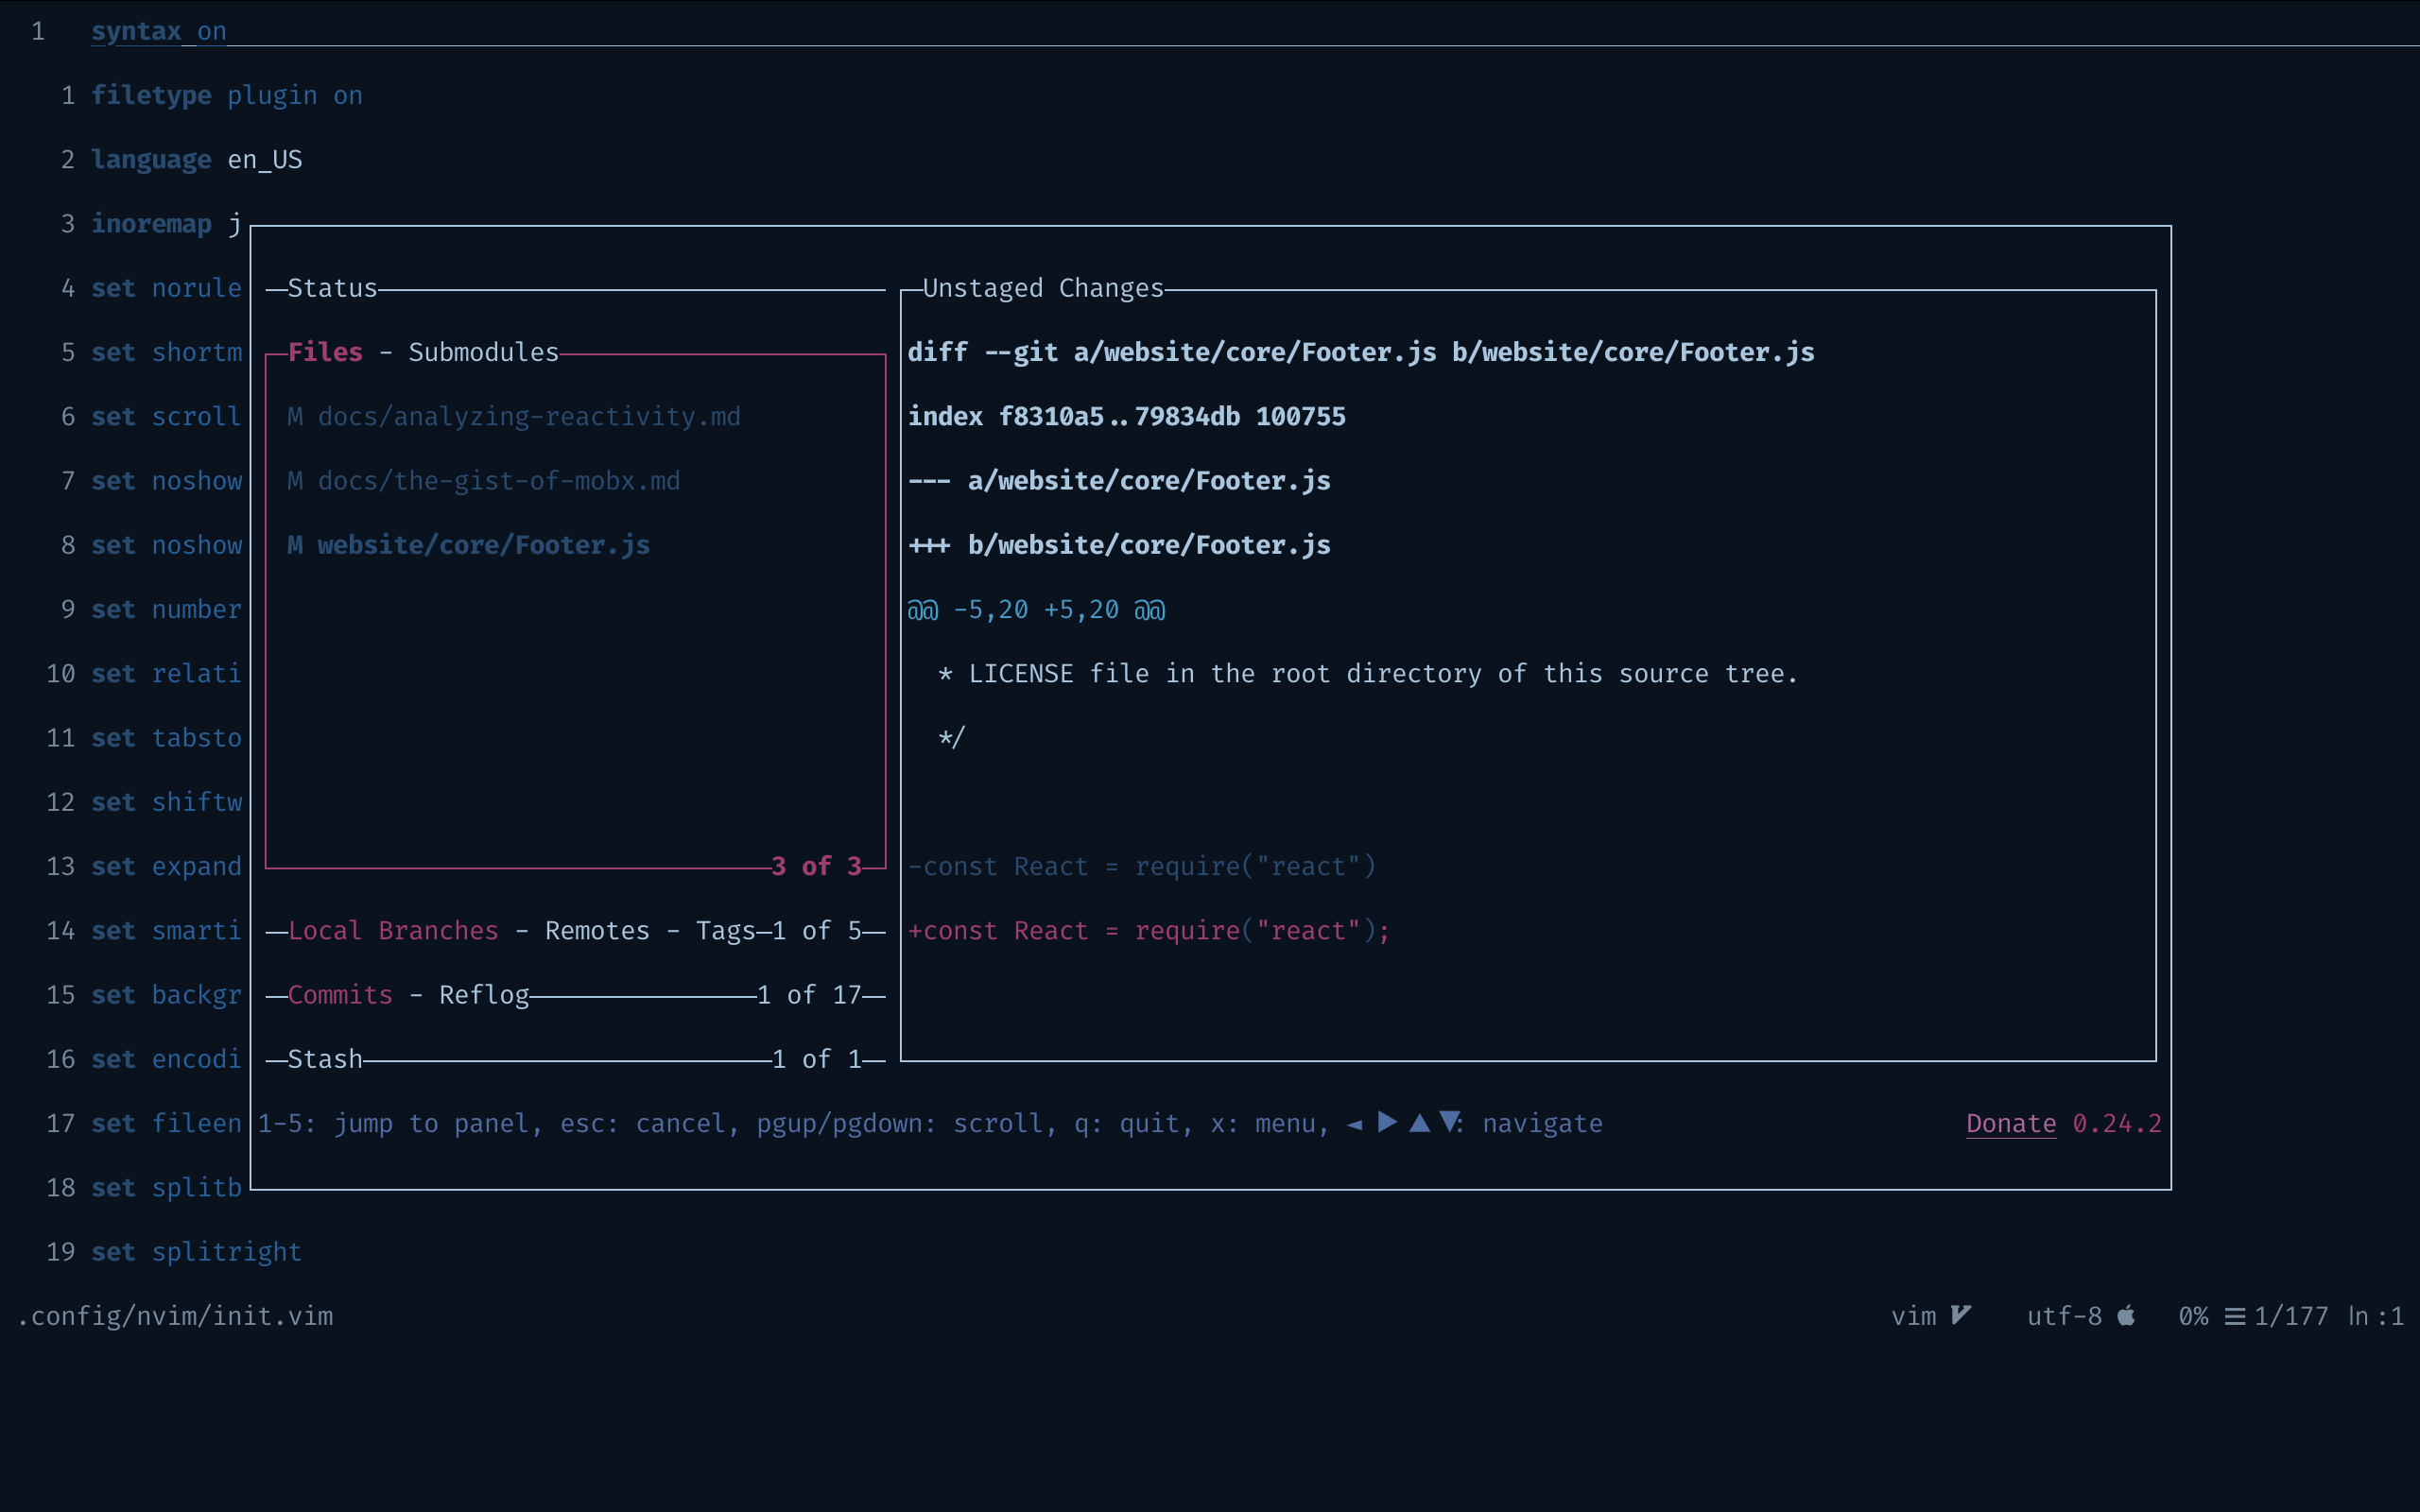 1 syntax on
1 filetype plugin on
2 language en_US
3 inoremap j
4 set norule
5 set shortm
6 set scroll
7 set noshow
8 set noshow
9 set number
10 set relati
11 set tabsto
12 set shiftw
13 set expand
14 set smarti
15 set backgr
16 set encodi
17 set fileen
18 set splitb
19 set splitright
Status
Files - Submodules
M docs/analyzing-reactivity.md
M docs/the-gist-of-mobx.md
M website/core/Footer.js
3 of 3
Local Branches - Remotes - Tags 1 of 5
Commits - Reflog 1 of 17
Stash 1 of 1
Unstaged Changes
diff --git a/website/core/Footer.js b/website/core/Footer.js
index f8310a5..79834db 100755
--- a/website/core/Footer.js
+++ b/website/core/Footer.js
@@ -5,20 +5,20 @@
* LICENSE file in the root directory of this source tree.
*/
-const React = require("react")
+const React = require("react");
1-5: jump to panel, esc: cancel, pgup/pgdown: scroll, q: quit, x: menu, ◄ ► ▲ ▼: navigate
Donate 0.24.2
.config/nvim/init.vim
vim utf-8 0% ☰ 1/177 ln :1